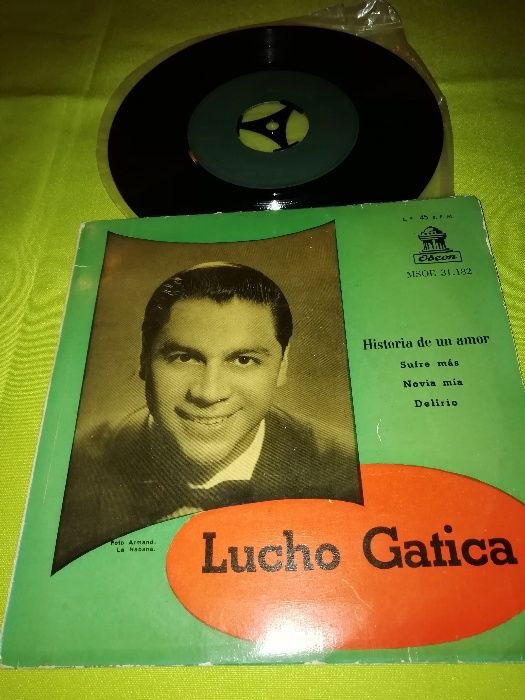 E.P. 45 R.P.M.
Odeon
MSOE 31.132
Historia de un amor
Sufre más
Novia mía
Delirio
Foto Armand.
La Habana.
Lucho Gatica